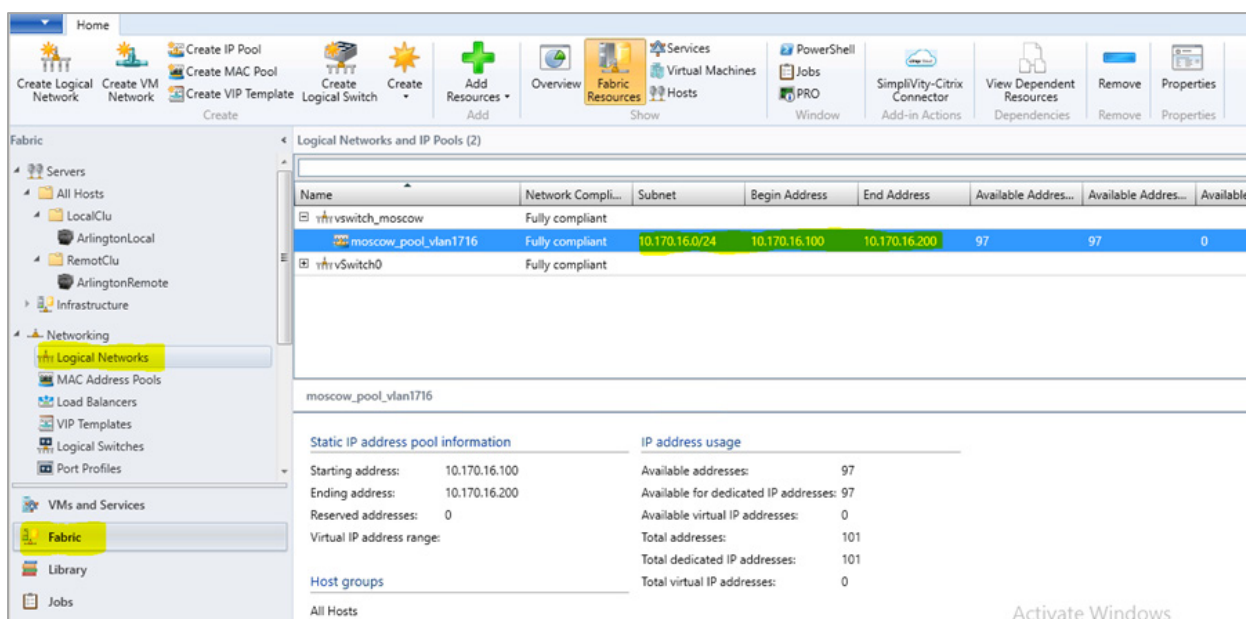 Home
Create Logical Network
Create VM Network
Create IP Pool
Create MAC Pool
Create VIP Template
Create Logical Switch
Create
Create
Add Resources
Add
Overview
Fabric Resources
Services
Virtual Machines
Hosts
Show
PowerShell
Jobs
PRO
Window
SimpliVity-Citrix Connector
Add-in Actions
View Dependent Resources
Dependencies
Remove
Remove
Properties
Properties
Fabric
Servers
All Hosts
LocalClu
ArlingtonLocal
RemotClu
ArlingtonRemote
Infrastructure
Networking
Logical Networks
MAC Address Pools
Load Balancers
VIP Templates
Logical Switches
Port Profiles
VMs and Services
Fabric
Library
Jobs
Logical Networks and IP Pools (2)
Name Network Compli... Subnet Begin Address End Address Available Addres... Available Addres... Available
vswitch_moscow Fully compliant
moscow_pool_vlan1716 Fully compliant 10.170.16.0/24 10.170.16.100 10.170.16.200 97 97 0
vSwitch0 Fully compliant
moscow_pool_vlan1716
Static IP address pool information
Starting address: 10.170.16.100
Ending address: 10.170.16.200
Reserved addresses: 0
Virtual IP address range:
Host groups
All Hosts
IP address usage
Available addresses: 97
Available for dedicated IP addresses: 97
Available virtual IP addresses: 0
Total addresses: 101
Total dedicated IP addresses: 101
Total virtual IP addresses: 0
Activate Windows